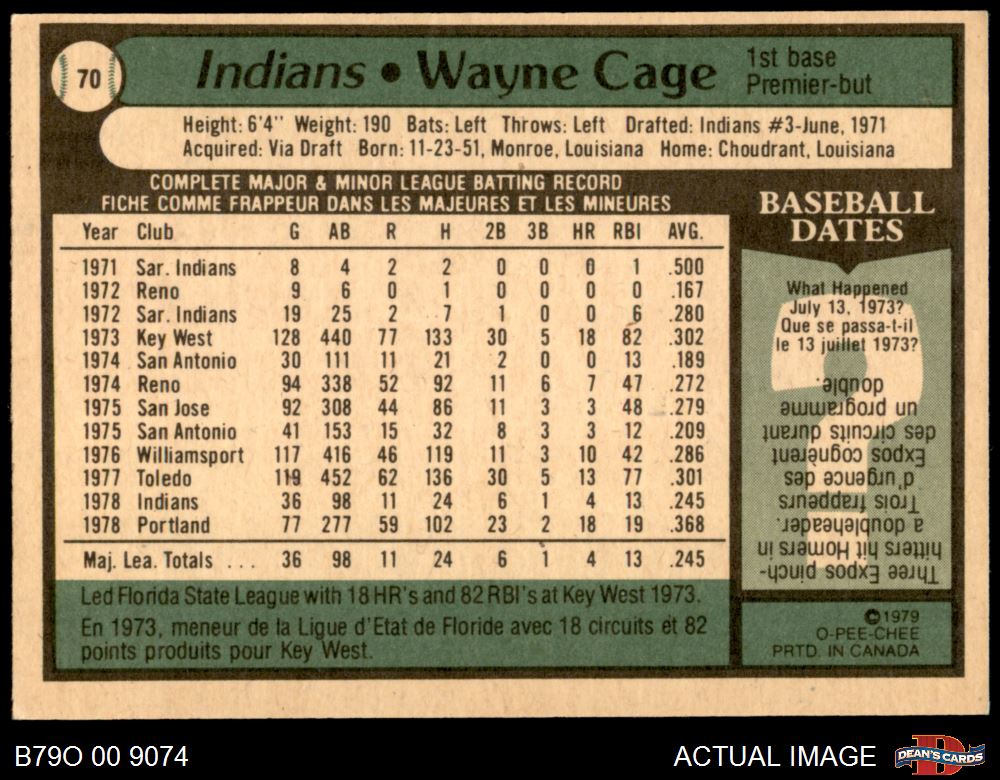 70
Indians • Wayne Cage
1st base
Premier-but
Height: 6'4" Weight: 190 Bats: Left Throws: Left Drafted: Indians #3-June, 1971
Acquired: Via Draft Born: 11-23-51, Monroe, Louisiana Home: Choudrant, Louisiana
COMPLETE MAJOR & MINOR LEAGUE BATTING RECORD
FICHE COMME FRAPPEUR DANS LES MAJEURES ET LES MINEURES
Year Club G AB R H 2B 3B HR RBI AVG.
1971 Sar. Indians 8 4 2 2 0 0 0 1 .500
1972 Reno 9 6 0 1 0 0 0 0 .167
1972 Sar. Indians 19 25 2 7 1 0 0 6 .280
1973 Key West 128 440 77 133 30 5 18 82 .302
1974 San Antonio 30 111 11 21 2 0 0 13 .189
1974 Reno 94 338 52 92 11 6 7 47 .272
1975 San Jose 92 308 44 86 11 3 3 48 .279
1975 San Antonio 41 153 15 32 8 3 3 12 .209
1976 Williamsport 117 416 46 119 11 3 10 42 .286
1977 Toledo 119 452 62 136 30 5 13 77 .301
1978 Indians 36 98 11 24 6 1 4 13 .245
1978 Portland 77 277 59 102 23 2 18 19 .368
Maj. Lea. Totals ... 36 98 11 24 6 1 4 13 .245
Led Florida State League with 18 HR's and 82 RBI's at Key West 1973.
En 1973, meneur de la Ligue d'Etat de Floride avec 18 circuits et 82
points produits pour Key West.
BASEBALL
DATES
What Happened
July 13, 1973?
Que se passa-t-il
le 13 juillet 1973?
Three Expos pinch-
hitters hit Homers in
a doubleheader.
Trois frappeurs
d'urgence des
Expos cognèrent
des circuits durant
un programme
double.
©1979
O-PEE-CHEE
PRTD. IN CANADA
B79O 00 9074
ACTUAL IMAGE
DEAN'S CARDS